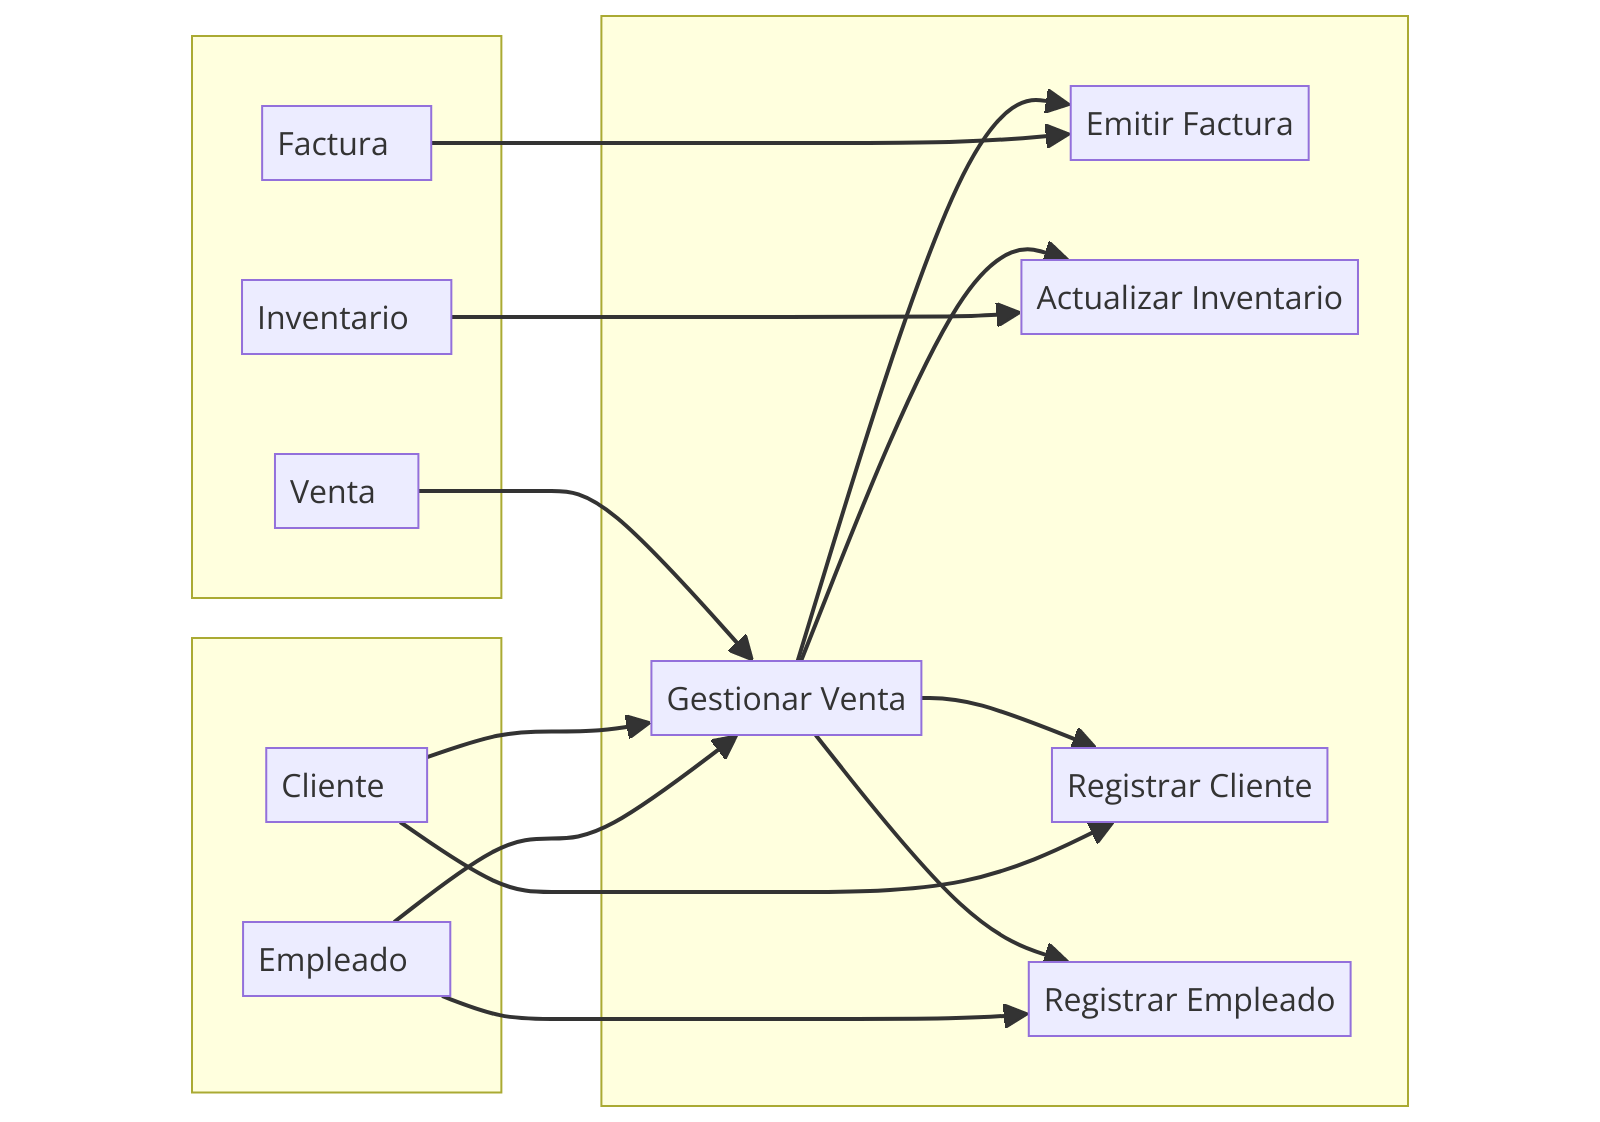 Factura
Inventario
Venta
Cliente
Empleado
Gestionar Venta
Emitir Factura
Actualizar Inventario
Registrar Cliente
Registrar Empleado